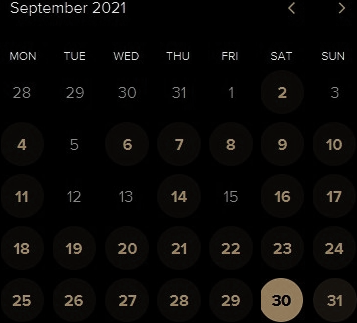 September 2021
MON TUE WED THU FRI SAT SUN
28 29 30 31 1 2 3
4 5 6 7 8 9 10
11 12 13 14 15 16 17
18 19 20 21 22 23 24
25 26 27 28 29 30 31